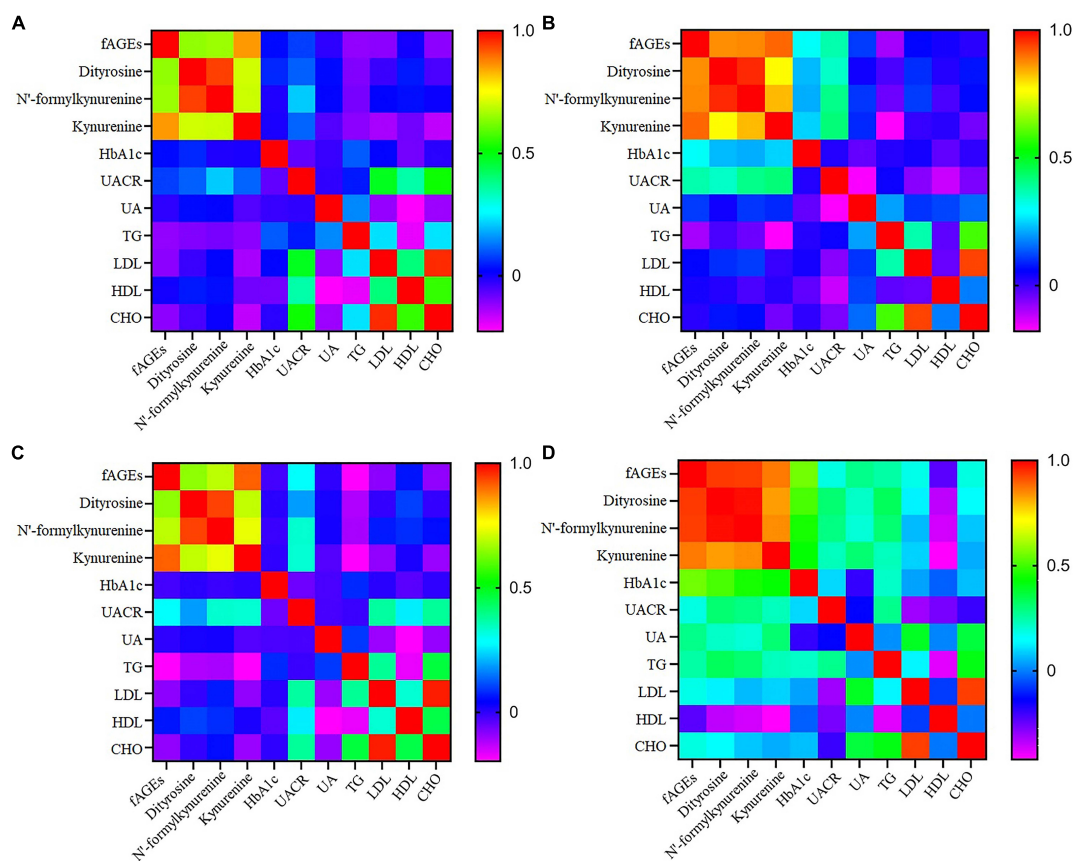 A
fAGEs
Dityrosine
N'-formylkynurenine
Kynurenine
HbA1c
UACR
UA
TG
LDL
HDL
CHO
fAGEs
Dityrosine
N'-formylkynurenine
Kynurenine
HbA1c
UACR
UA
TG
LDL
HDL
CHO
1.0
0.5
0
B
fAGEs
Dityrosine
N'-formylkynurenine
Kynurenine
HbA1c
UACR
UA
TG
LDL
HDL
CHO
fAGEs
Dityrosine
N'-formylkynurenine
Kynurenine
HbA1c
UACR
UA
TG
LDL
HDL
CHO
1.0
0.5
0
C
fAGEs
Dityrosine
N'-formylkynurenine
Kynurenine
HbA1c
UACR
UA
TG
LDL
HDL
CHO
fAGEs
Dityrosine
N'-formylkynurenine
Kynurenine
HbA1c
UACR
UA
TG
LDL
HDL
CHO
1.0
0.5
0
D
fAGEs
Dityrosine
N'-formylkynurenine
Kynurenine
HbA1c
UACR
UA
TG
LDL
HDL
CHO
fAGEs
Dityrosine
N'-formylkynurenine
Kynurenine
HbA1c
UACR
UA
TG
LDL
HDL
CHO
1.0
0.5
0